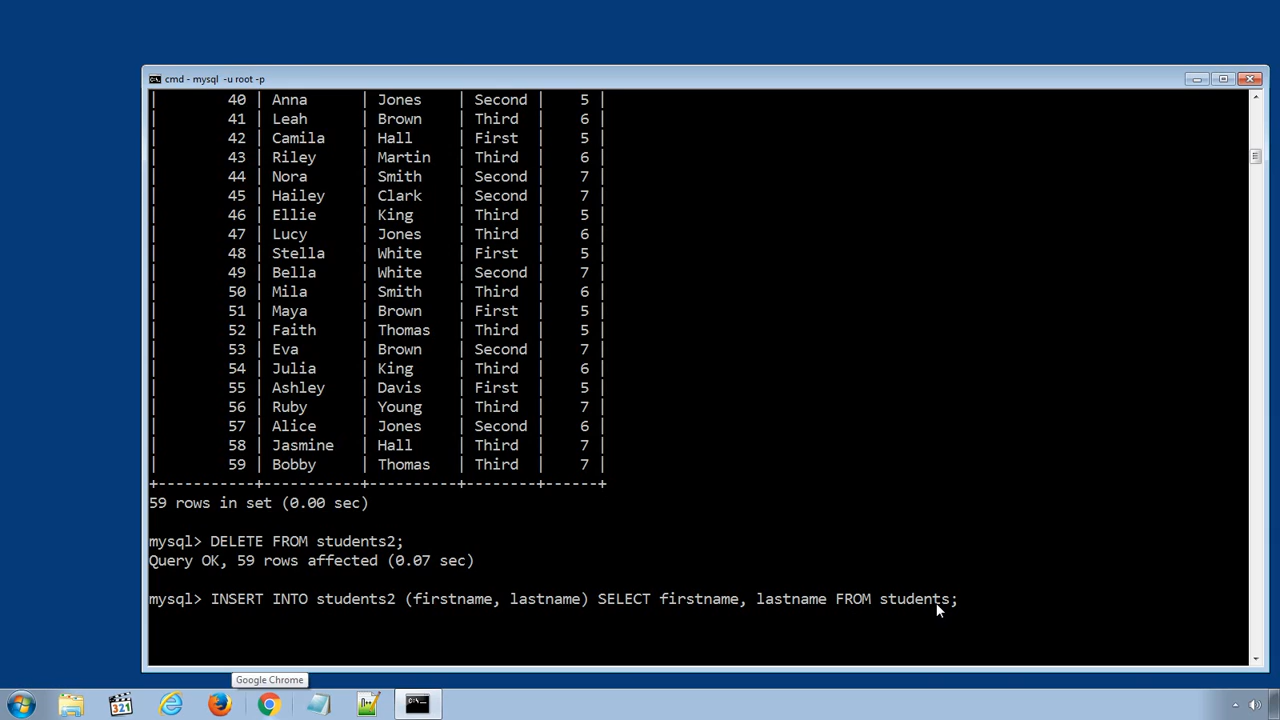 cmd - mysql  -u root -p
|        40 | Anna     | Jones    | Second |    5 |
|        41 | Leah     | Brown    | Third  |    6 |
|        42 | Camila   | Hall     | First  |    5 |
|        43 | Riley    | Martin   | Third  |    6 |
|        44 | Nora     | Smith    | Second |    7 |
|        45 | Hailey   | Clark    | Second |    7 |
|        46 | Ellie    | King     | Third  |    5 |
|        47 | Lucy     | Jones    | Third  |    6 |
|        48 | Stella   | White    | First  |    5 |
|        49 | Bella    | White    | Second |    7 |
|        50 | Mila     | Smith    | Third  |    6 |
|        51 | Maya     | Brown    | First  |    5 |
|        52 | Faith    | Thomas   | Third  |    5 |
|        53 | Eva      | Brown    | Second |    7 |
|        54 | Julia    | King     | Third  |    6 |
|        55 | Ashley   | Davis    | First  |    5 |
|        56 | Ruby     | Young    | Third  |    7 |
|        57 | Alice    | Jones    | Second |    6 |
|        58 | Jasmine  | Hall     | Third  |    7 |
|        59 | Bobby    | Thomas   | Third  |    7 |
+-----------+----------+----------+--------+------+
59 rows in set (0.00 sec)
mysql> DELETE FROM students2;
Query OK, 59 rows affected (0.07 sec)
mysql> INSERT INTO students2 (firstname, lastname) SELECT firstname, lastname FROM students;
Google Chrome
321